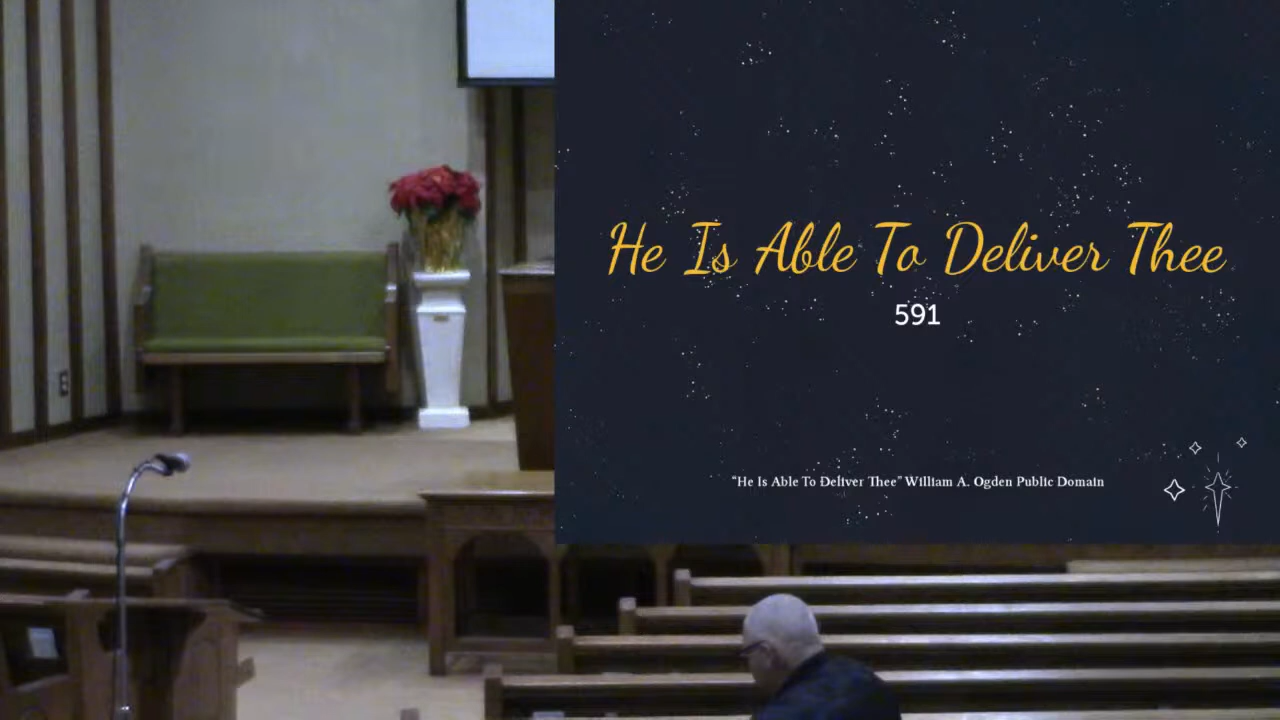 He Is Able To Deliver Thee
591
“He Is Able To Deliver Thee” William A. Ogden Public Domain